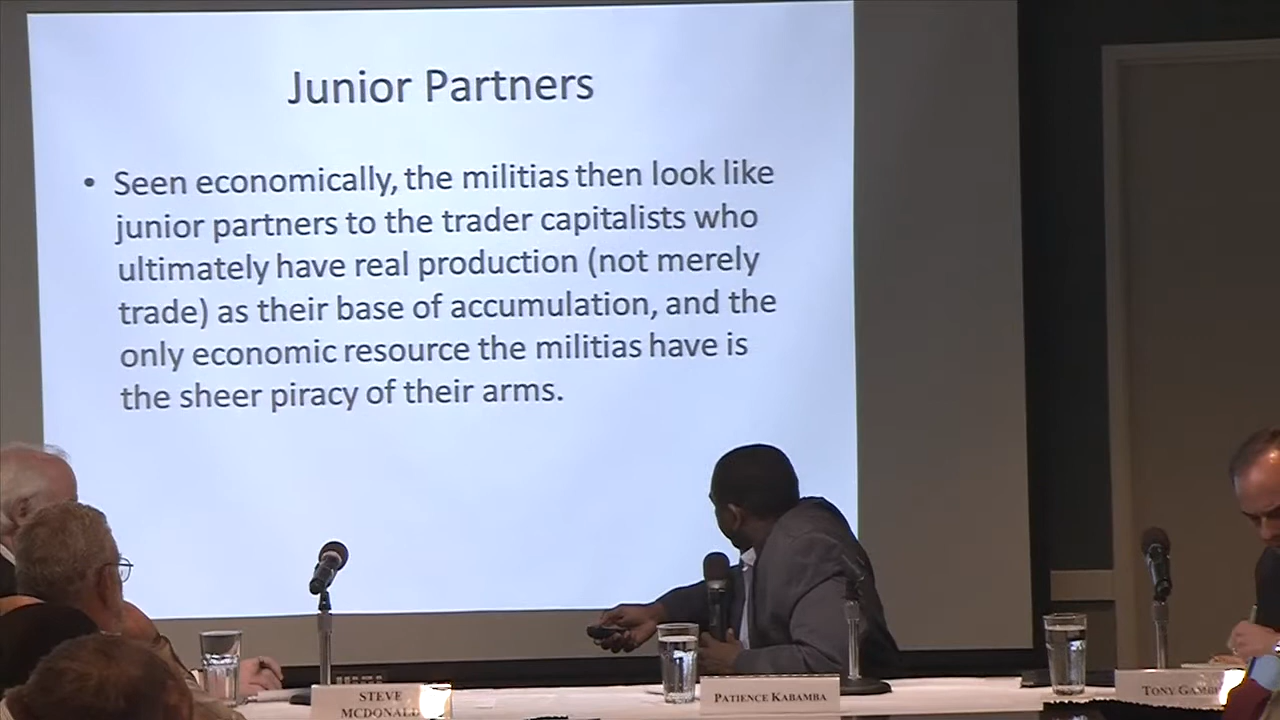 Junior Partners
• Seen economically, the militias then look like
junior partners to the trader capitalists who
ultimately have real production (not merely
trade) as their base of accumulation, and the
only economic resource the militias have is
the sheer piracy of their arms.
STEVE
MCDONALD
PATIENCE KABAMBA
TONY